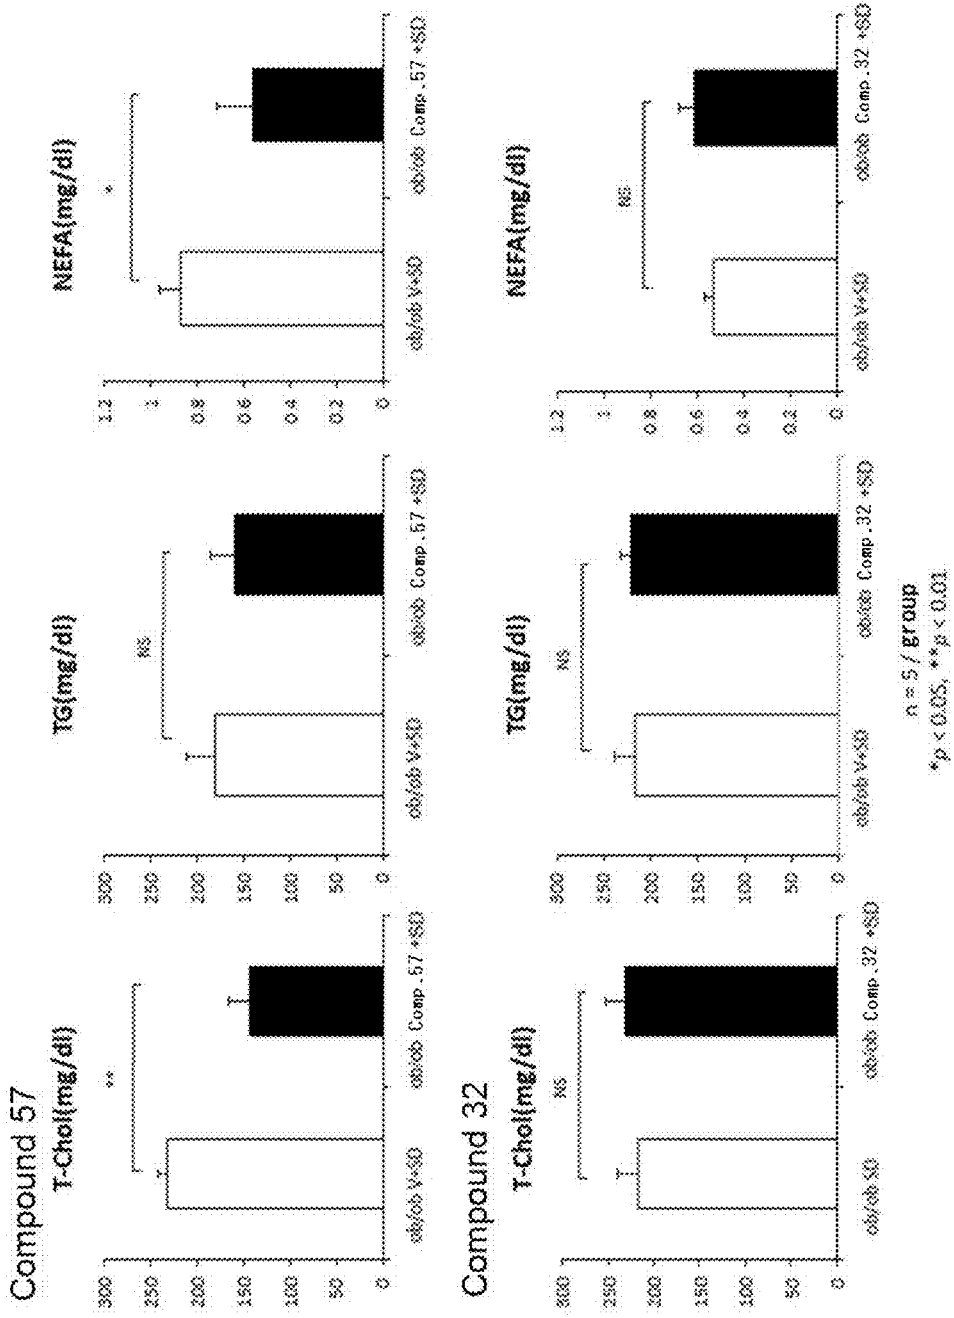 Compound 57
T-Chol(mg/dl)
**
300
250
200
150
100
50
0
ob/ob V+SD
ob/ob Comp.57 +SD
TG(mg/dl)
NS
300
250
200
150
100
50
0
ob/ob V+SD
ob/ob Comp.57 +SD
NEFA(mg/dl)
*
1.2
1
0.8
0.6
0.4
0.2
0
ob/ob V+SD
ob/ob Comp.57 +SD
Compound 32
T-Chol(mg/dl)
NS
300
250
200
150
100
50
0
ob/ob SD
ob/ob Comp.32 +SD
TG(mg/dl)
NS
300
250
200
150
100
50
0
ob/ob V+SD
ob/ob Comp.32 +SD
NEFA(mg/dl)
NS
1.2
1
0.8
0.6
0.4
0.2
0
ob/ob V+SD
ob/ob Comp.32 +SD
n = 5 / group
*p < 0.05, **p < 0.01